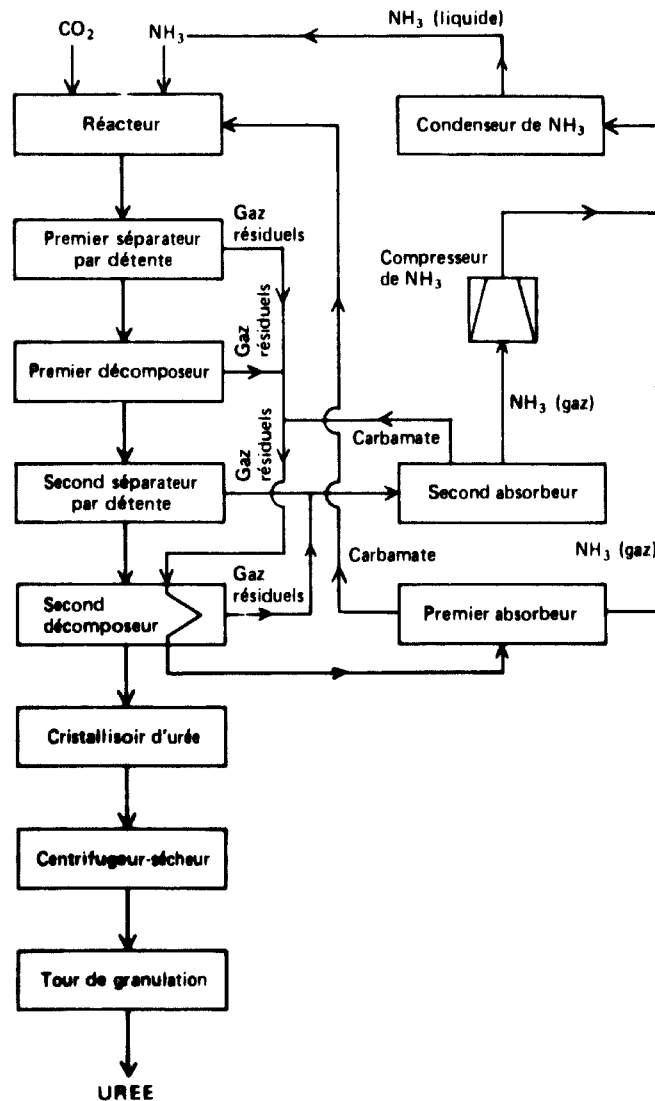 NH3 (liquide)
CO2
NH3
Réacteur
Condenseur de NH3
Gaz
résiduels
Premier séparateur
par détente
Compresseur
de NH3
Gaz
résiduels
Premier décomposeur
NH3 (gaz)
Carbamate
Gaz
résiduels
Second séparateur
par détente
Second absorbeur
NH3 (gaz)
Carbamate
Gaz
résiduels
Second
décomposeur
Premier absorbeur
Cristallisoir d'urée
Centrifugeur-sécheur
Tour de granulation
UREE